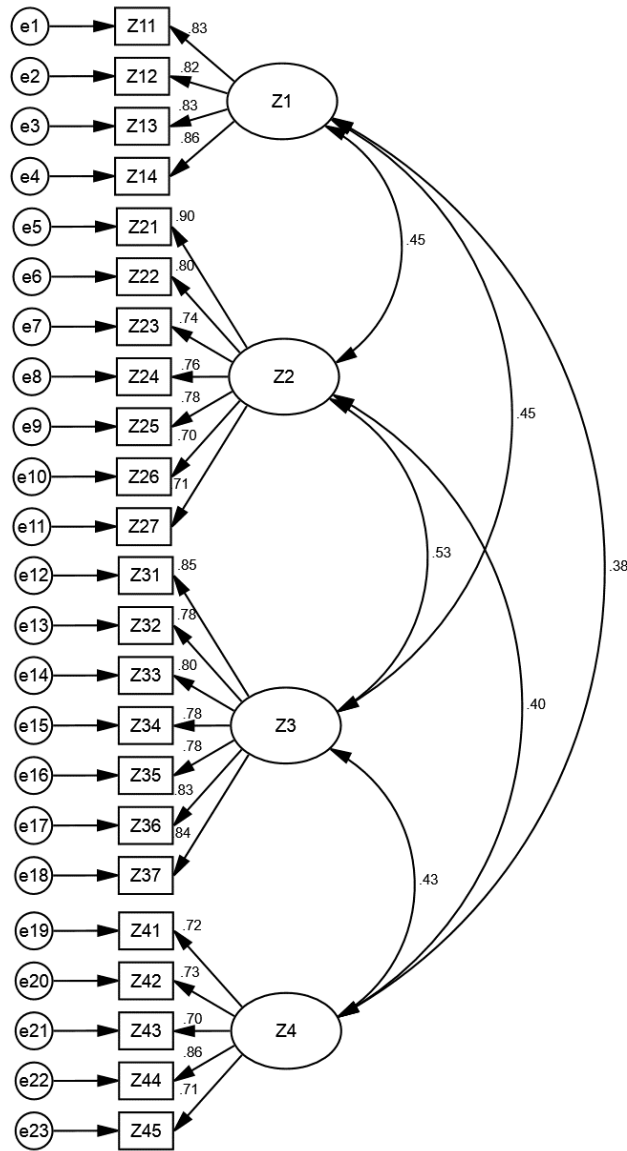 e1 Z11 .83
e2 Z12 .82
Z1
e3 Z13 .83
.86
e4 Z14
e5 Z21 .90
.45
e6 Z22 .80
e7 Z23 .74
e8 Z24 .76 Z2
.78
e9 Z25 .45
.70
e10 Z26
71
e11 Z27
.53
e12 Z31 .85 .38
e13 Z32 .78
e14 Z33 .80
.40
e15 Z34 .78 Z3
.78
e16 Z35
.83
e17 Z36
84
e18 Z37 .43
e19 Z41 .72
e20 Z42 .73
e21 Z43 .70 Z4
.86
e22 Z44
.71
e23 Z45